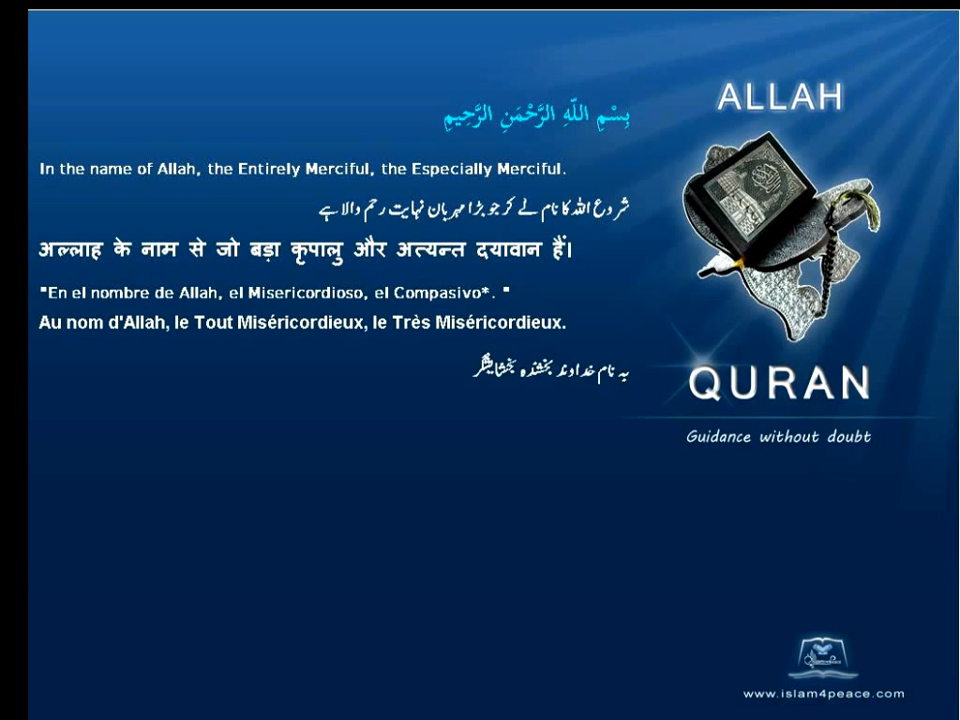 بِسْمِ اللّهِ الرَّحْمَنِ الرَّحِيمِ
In the name of Allah, the Entirely Merciful, the Especially Merciful.
شروع الله کا نام لے کر جو بڑا مہربان نہایت رحم والا ہے
अल्लाह के नाम से जो बड़ा कृपालु और अत्यन्त दयावान हैं।
"En el nombre de Allah, el Misericordioso, el Compasivo*. "
Au nom d'Allah, le Tout Miséricordieux, le Très Miséricordieux.
به نام خداوند بخشنده بخشایشگر
ALLAH
QURAN
Guidance without doubt
www.islam4peace.com